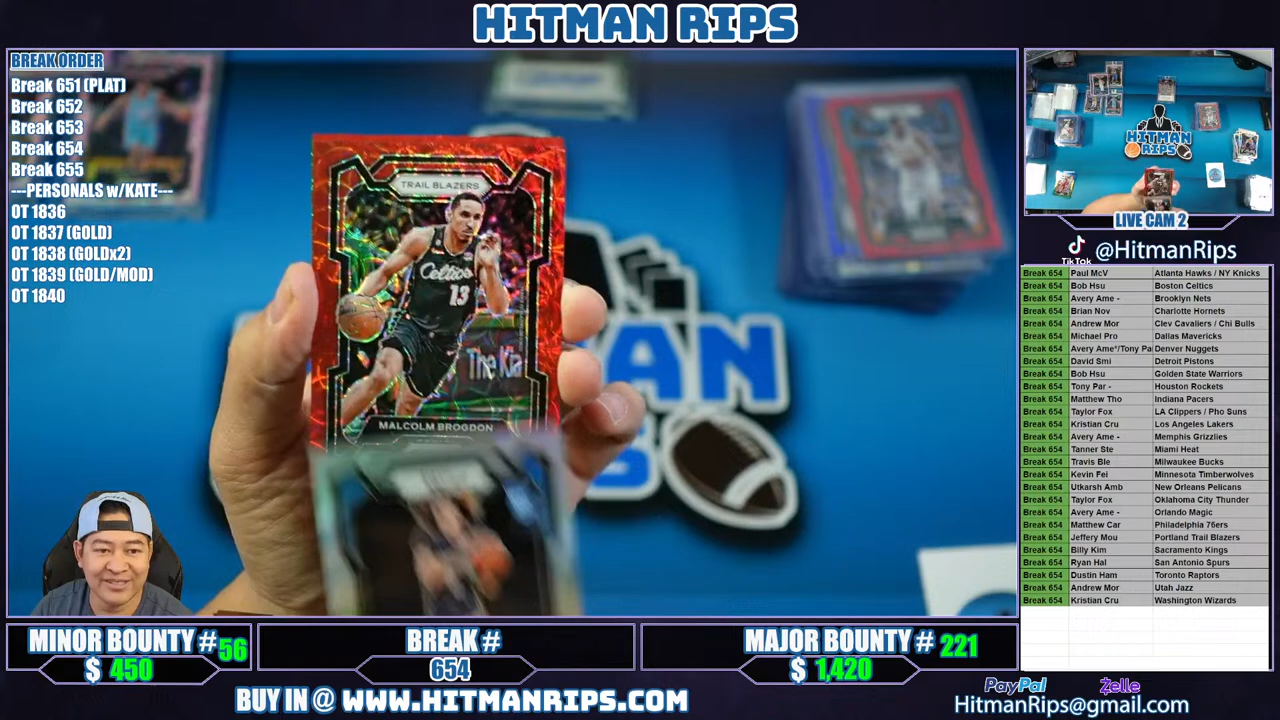 HITMAN RIPS
BREAK ORDER
Break 651 (PLAT)
Break 652
Break 653
Break 654
Break 655
---PERSONALS w/KATE---
OT 1836
OT 1837 (GOLD)
OT 1838 (GOLDx2)
OT 1839 (GOLD/MOD)
OT 1840
TRAIL BLAZERS
Celtics
13
The Kia
MALCOLM BROGDON
HITMAN
RIPS
LIVE CAM 2
TikTok @HitmanRips
Break 654 Paul McV Atlanta Hawks / NY Knicks
Break 654 Bob Hsu Boston Celtics
Break 654 Avery Ame - Brooklyn Nets
Break 654 Brian Nov Charlotte Hornets
Break 654 Andrew Mor Clev Cavaliers / Chi Bulls
Break 654 Michael Pro Dallas Mavericks
Break 654 Avery Ame*/Tony Pa Denver Nuggets
Break 654 David Smi Detroit Pistons
Break 654 Bob Hsu Golden State Warriors
Break 654 Tony Par - Houston Rockets
Break 654 Matthew Tho Indiana Pacers
Break 654 Taylor Fox LA Clippers / Pho Suns
Break 654 Kristian Cru Los Angeles Lakers
Break 654 Avery Ame - Memphis Grizzlies
Break 654 Tanner Ste Miami Heat
Break 654 Travis Ble Milwaukee Bucks
Break 654 Kevin Fei Minnesota Timberwolves
Break 654 Utkarsh Amb New Orleans Pelicans
Break 654 Taylor Fox Oklahoma City Thunder
Break 654 Avery Ame - Orlando Magic
Break 654 Matthew Car Philadelphia 76ers
Break 654 Jeffery Mou Portland Trail Blazers
Break 654 Billy Kim Sacramento Kings
Break 654 Ryan Hal San Antonio Spurs
Break 654 Dustin Ham Toronto Raptors
Break 654 Andrew Mor Utah Jazz
Break 654 Kristian Cru Washington Wizards
MINOR BOUNTY # 56
$ 450
BREAK #
654
MAJOR BOUNTY # 221
$ 1,420
BUY IN @ WWW.HITMANRIPS.COM
PayPal Zelle
HitmanRips@gmail.com